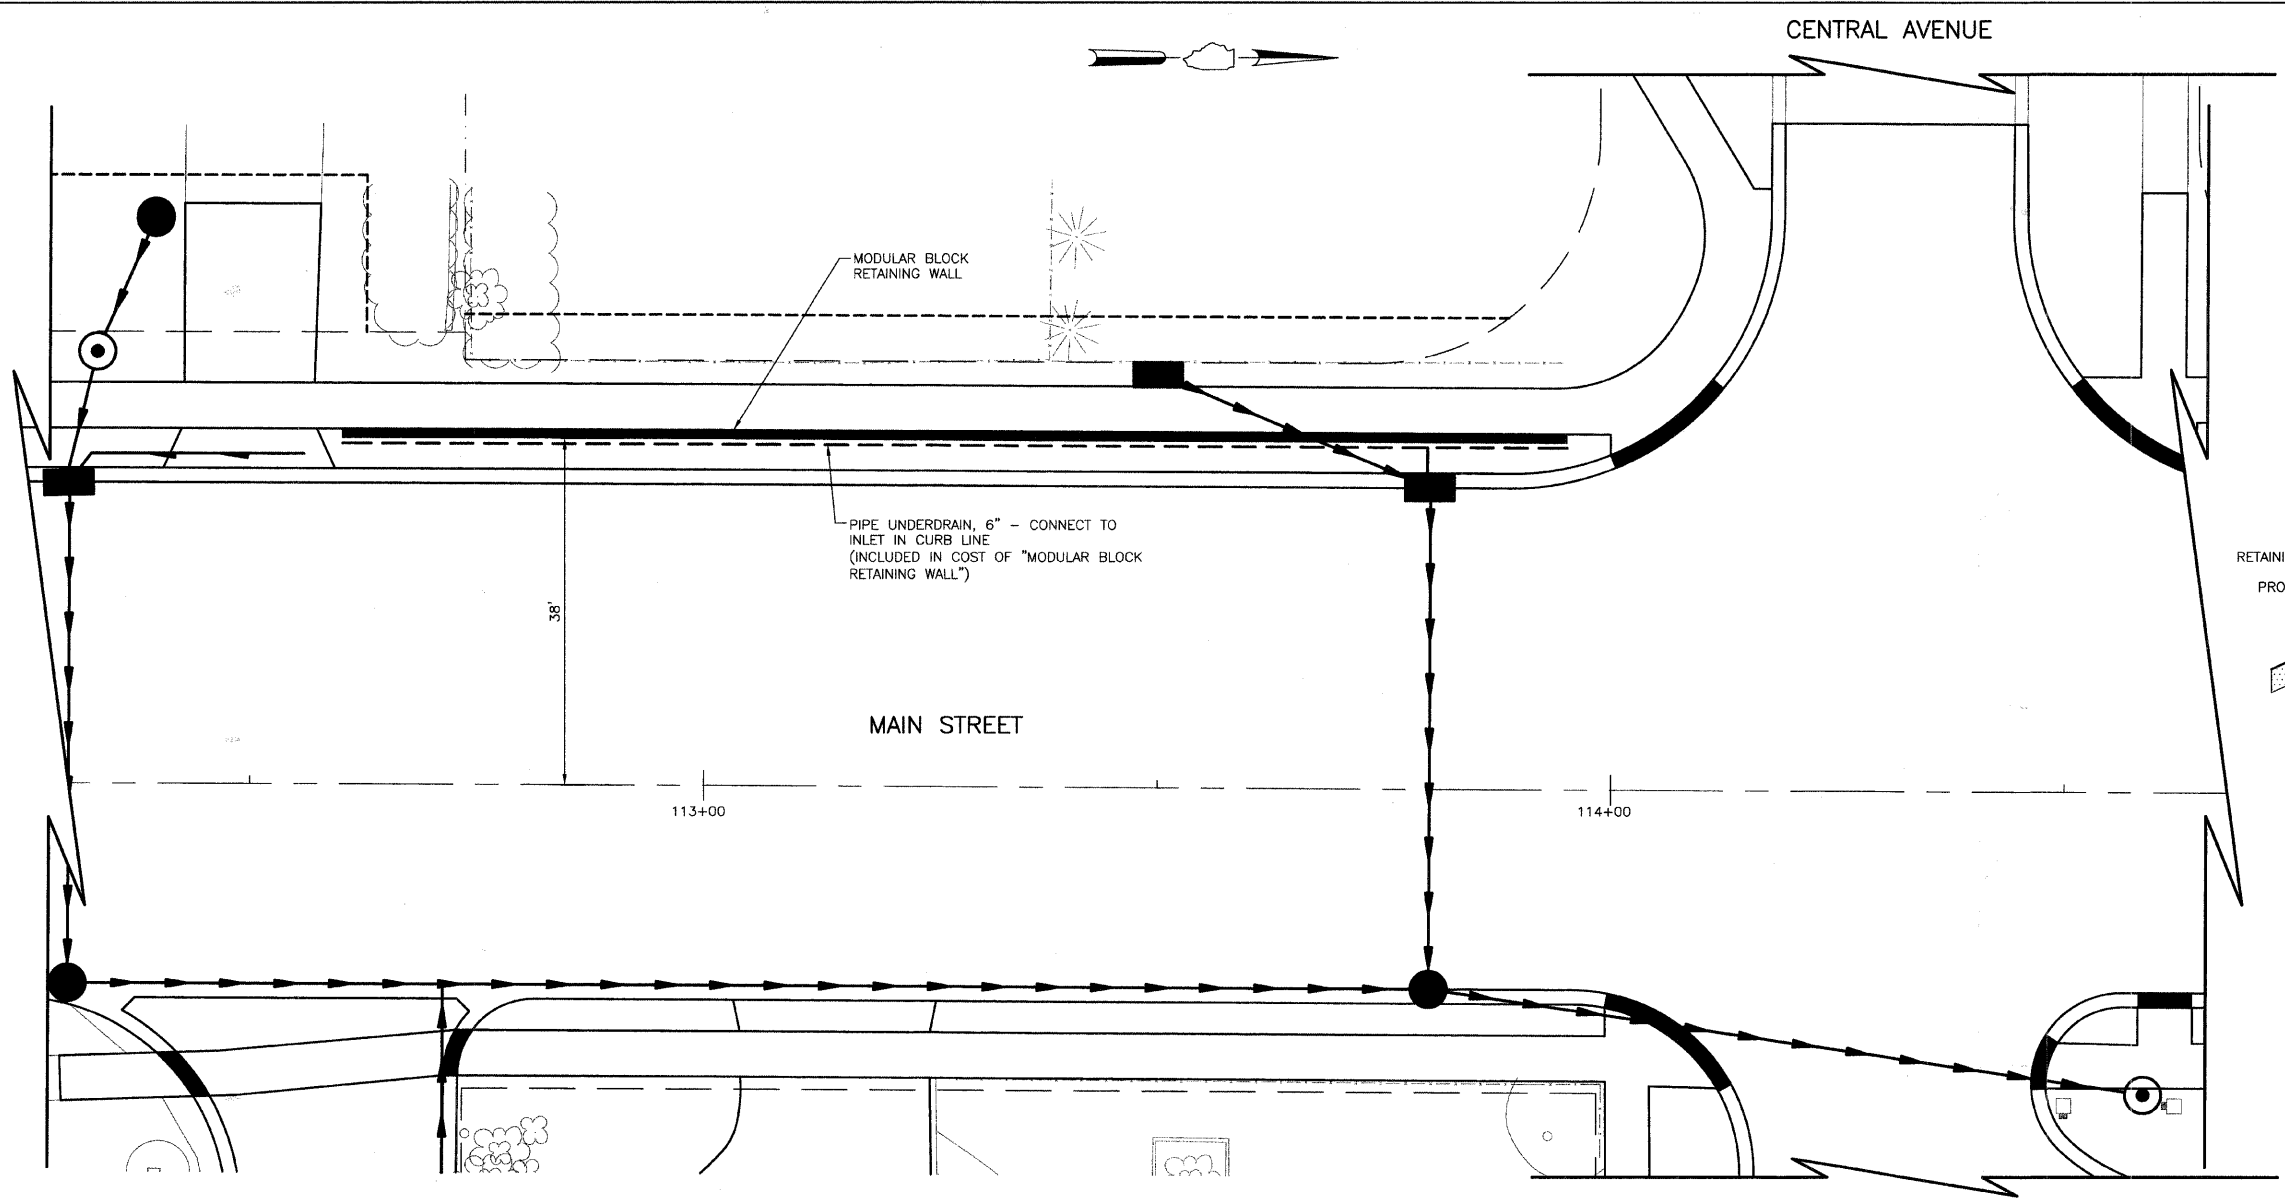 CENTRAL AVENUE
MODULAR BLOCK
RETAINING WALL
PIPE UNDERDRAIN, 6" – CONNECT TO
INLET IN CURB LINE
(INCLUDED IN COST OF "MODULAR BLOCK
RETAINING WALL")
RETAINI
PRO
38'
MAIN STREET
113+00
114+00